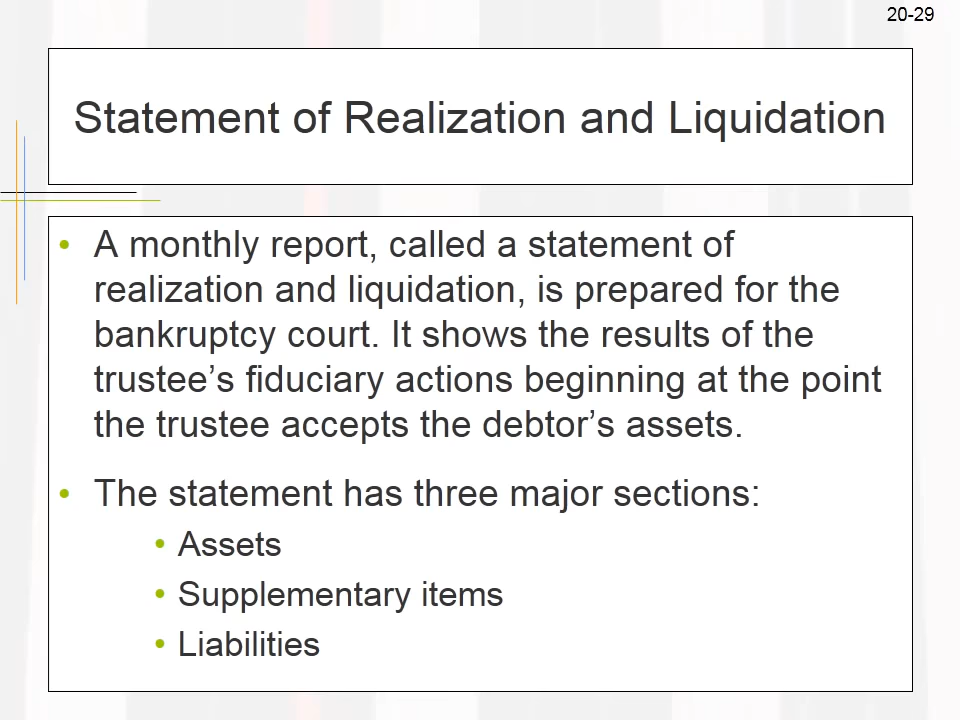 20-29
Statement of Realization and Liquidation
• A monthly report, called a statement of
realization and liquidation, is prepared for the
bankruptcy court. It shows the results of the
trustee’s fiduciary actions beginning at the point
the trustee accepts the debtor’s assets.
• The statement has three major sections:
• Assets
• Supplementary items
• Liabilities